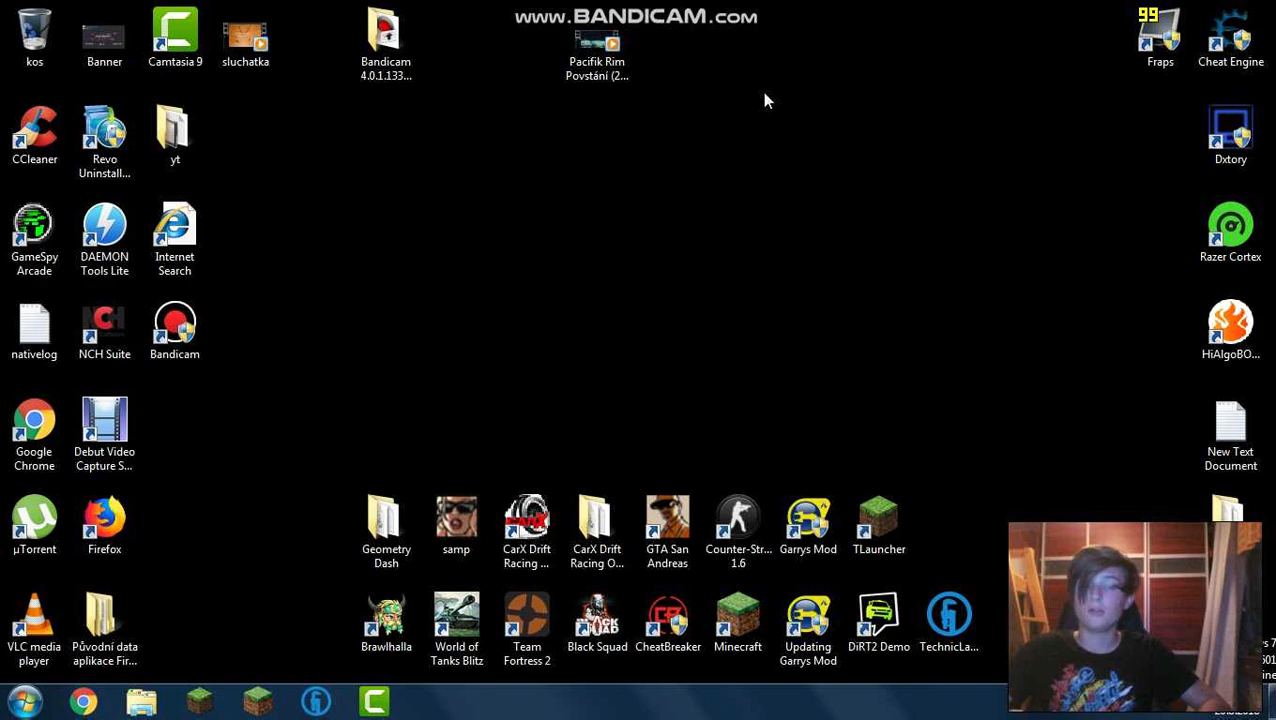 www.BANDICAM.com
99
kos
Banner
Camtasia 9
sluchatka
Bandicam
4.0.1.133...
Pacifik Rim
Povstání (2...
Fraps
Cheat Engine
CCleaner
Revo
Uninstall...
yt
Dxtory
GameSpy
Arcade
DAEMON
Tools Lite
Internet
Search
Razer Cortex
nativelog
NCH Suite
Bandicam
HiAlgoBO...
Google
Chrome
Debut Video
Capture S...
New Text
Document
µTorrent
Firefox
Geometry
Dash
samp
CarX Drift
Racing ...
CarX Drift
Racing O...
GTA San
Andreas
Counter-Str...
1.6
Garrys Mod
TLauncher
VLC media
player
Původní data
aplikace Fir...
Brawlhalla
World of
Tanks Blitz
Team
Fortress 2
Black Squad
CheatBreaker
Minecraft
Updating
Garrys Mod
DiRT2 Demo
TechnicLa...